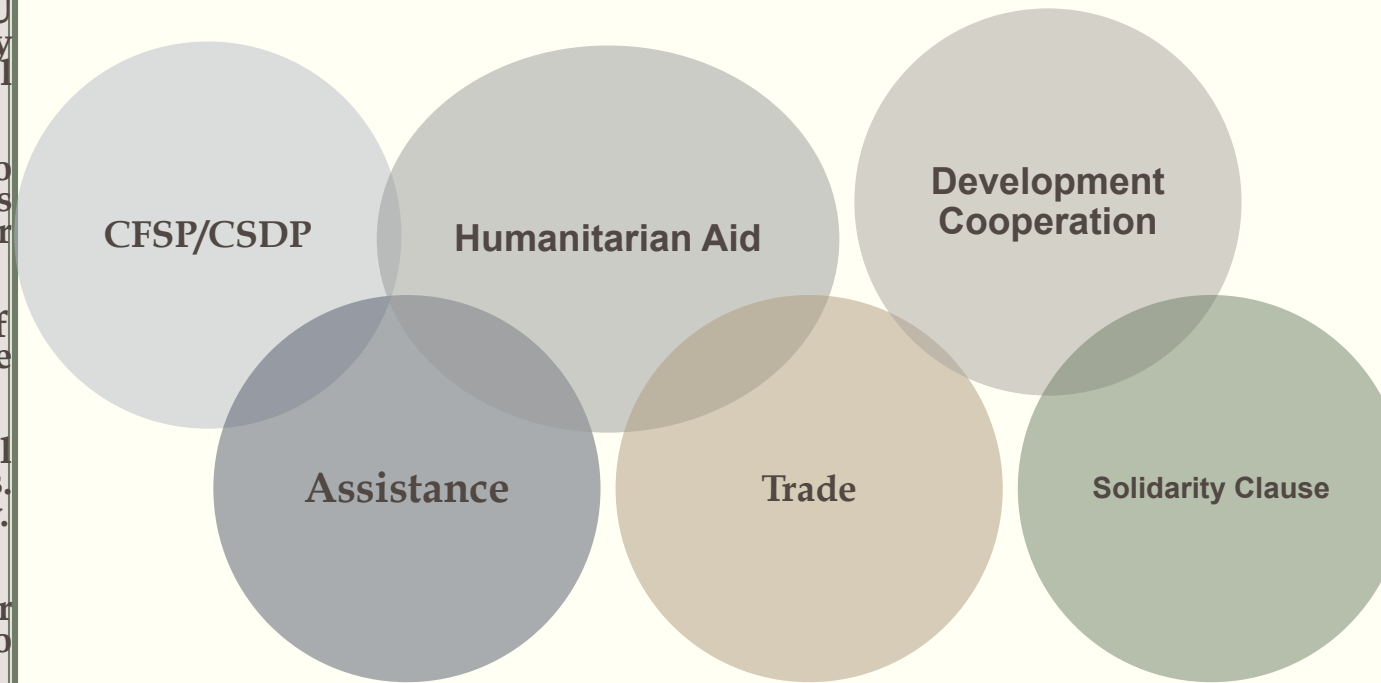 CFSP/CSDP
Humanitarian Aid
Development
Cooperation
Assistance
Trade
Solidarity Clause